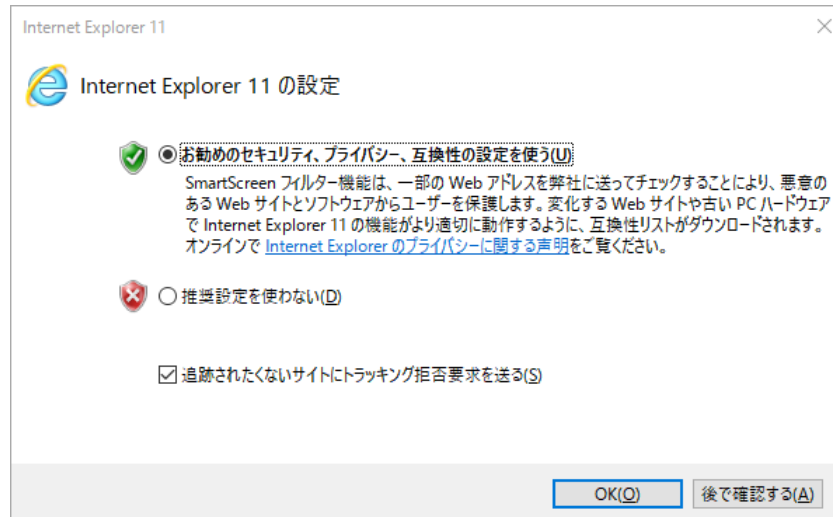 Internet Explorer 11
Internet Explorer 11 の設定
お勧めのセキュリティ、プライバシー、互換性の設定を使う(U)
SmartScreen フィルター機能は、一部の Web アドレスを弊社に送ってチェックすることにより、悪意の
ある Web サイトとソフトウェアからユーザーを保護します。変化する Web サイトや古い PC ハードウェア
で Internet Explorer 11 の機能がより適切に動作するように、互換性リストがダウンロードされます。
オンラインで Internet Explorer のプライバシーに関する声明をご覧ください。
推奨設定を使わない(D)
追跡されたくないサイトにトラッキング拒否要求を送る(S)
OK(O)
後で確認する(A)